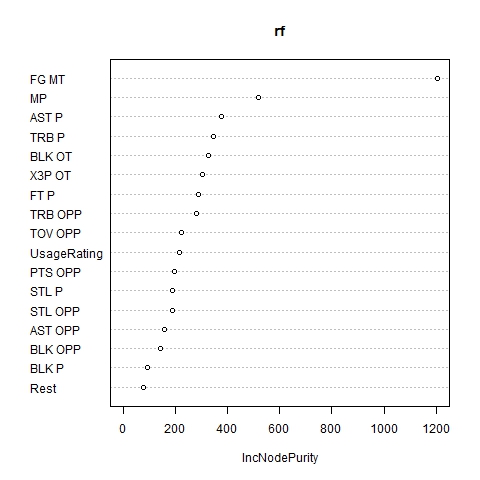 rf
FG MT
MP
AST P
TRB P
BLK OT
X3P OT
FT P
TRB OPP
TOV OPP
UsageRating
PTS OPP
STL P
STL OPP
AST OPP
BLK OPP
BLK P
Rest
0 200 400 600 800 1000 1200
IncNodePurity